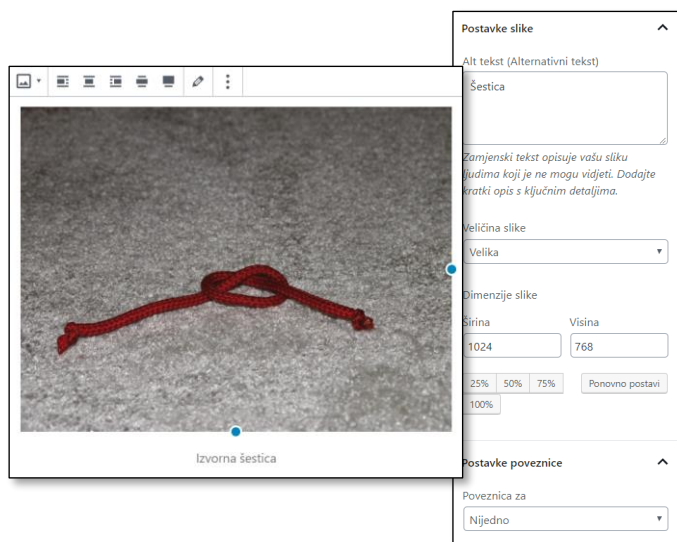 Postavke slike
Alt tekst (Alternativni tekst)
Šestica
Zamjenski tekst opisuje vašu sliku
ljudima koji je ne mogu vidjeti. Dodajte
kratki opis s ključnim detaljima.
Veličina slike
Velika
Dimenzije slike
Širina
Visina
1024
768
25%
50%
75%
Ponovno postavi
100%
Izvorna šestica
Postavke poveznice
Poveznica za
Nijedno